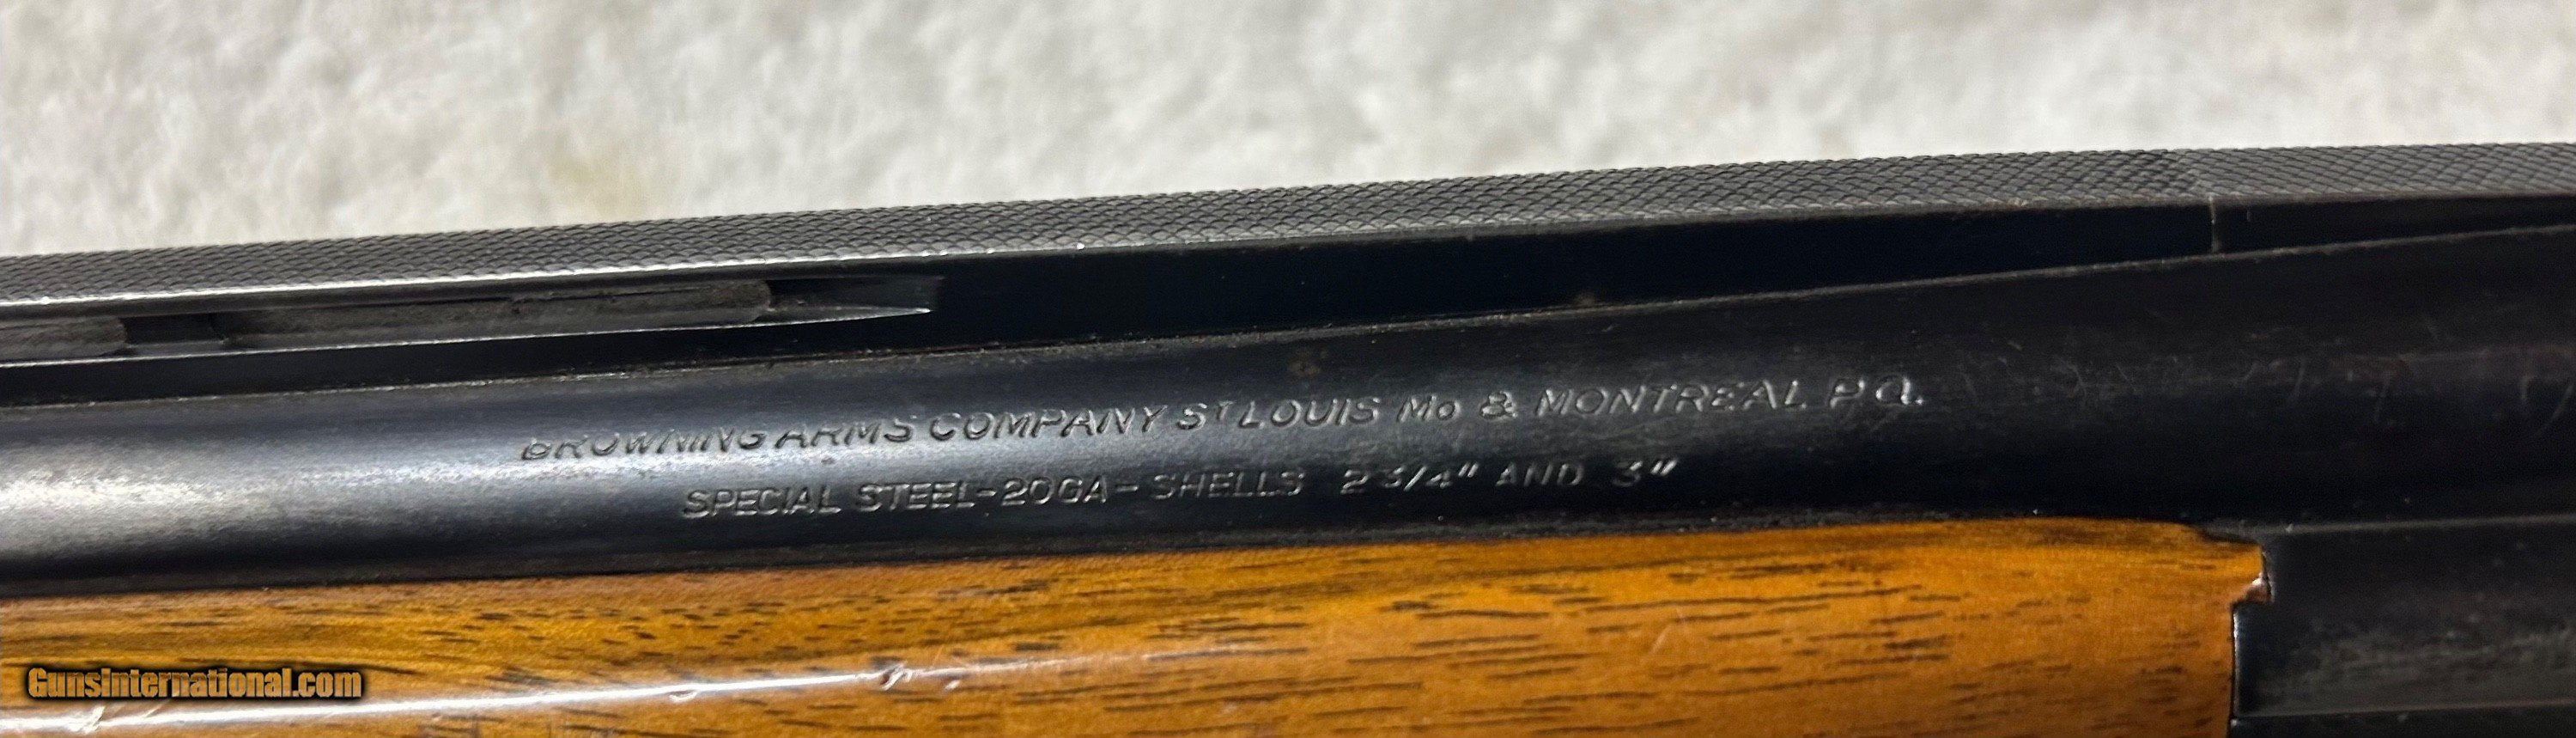 BROWNING ARMS COMPANY ST LOUIS Mo & MONTREAL P.Q.
SPECIAL STEEL-20GA-SHELLS 2 3/4" AND 3"
GunsInternational.com